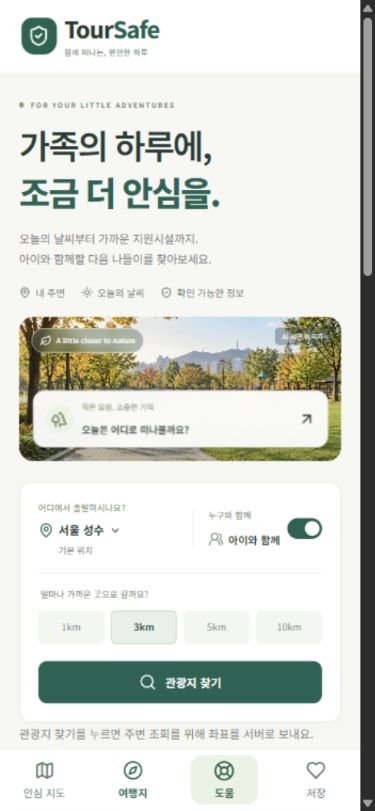 TourSafe
함께 떠나는, 편안한 하루
FOR YOUR LITTLE ADVENTURES
가족의 하루에,
조금 더 안심을.
오늘의 날씨부터 가까운 지원시설까지.
아이와 함께할 다음 나들이를 찾아보세요.
내 주변 오늘의 날씨 확인 가능한 정보
A little closer to nature
작은 모험, 소중한 기억
오늘은 어디로 떠나볼까요?
어디에서 출발하시나요?
서울 성수
기본 위치
누구와 함께
아이와 함께
얼마나 가까운 곳으로 갈까요?
1km 3km 5km 10km
관광지 찾기
관광지 찾기를 누르면 주변 조회를 위해 좌표를 서버로 보내요.
안심 지도 여행지 도움 저장